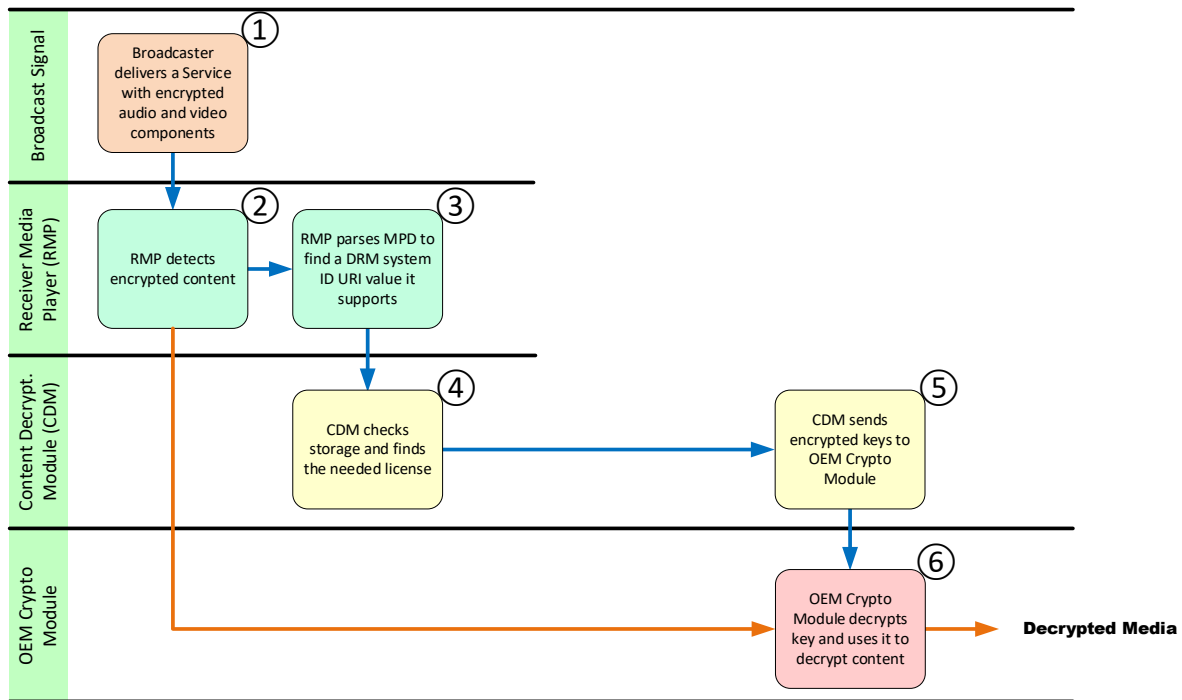 Broadcast Signal
1
Broadcaster
delivers a Service
with encrypted
audio and video
components
Receiver Media
Player (RMP)
2
RMP detects
encrypted content
3
RMP parses MPD to
find a DRM system
ID URI value it
supports
Content Decrypt.
Module (CDM)
4
CDM checks
storage and finds
the needed license
5
CDM sends
encrypted keys to
OEM Crypto
Module
OEM Crypto
Module
6
OEM Crypto
Module decrypts
key and uses it to
decrypt content
Decrypted Media